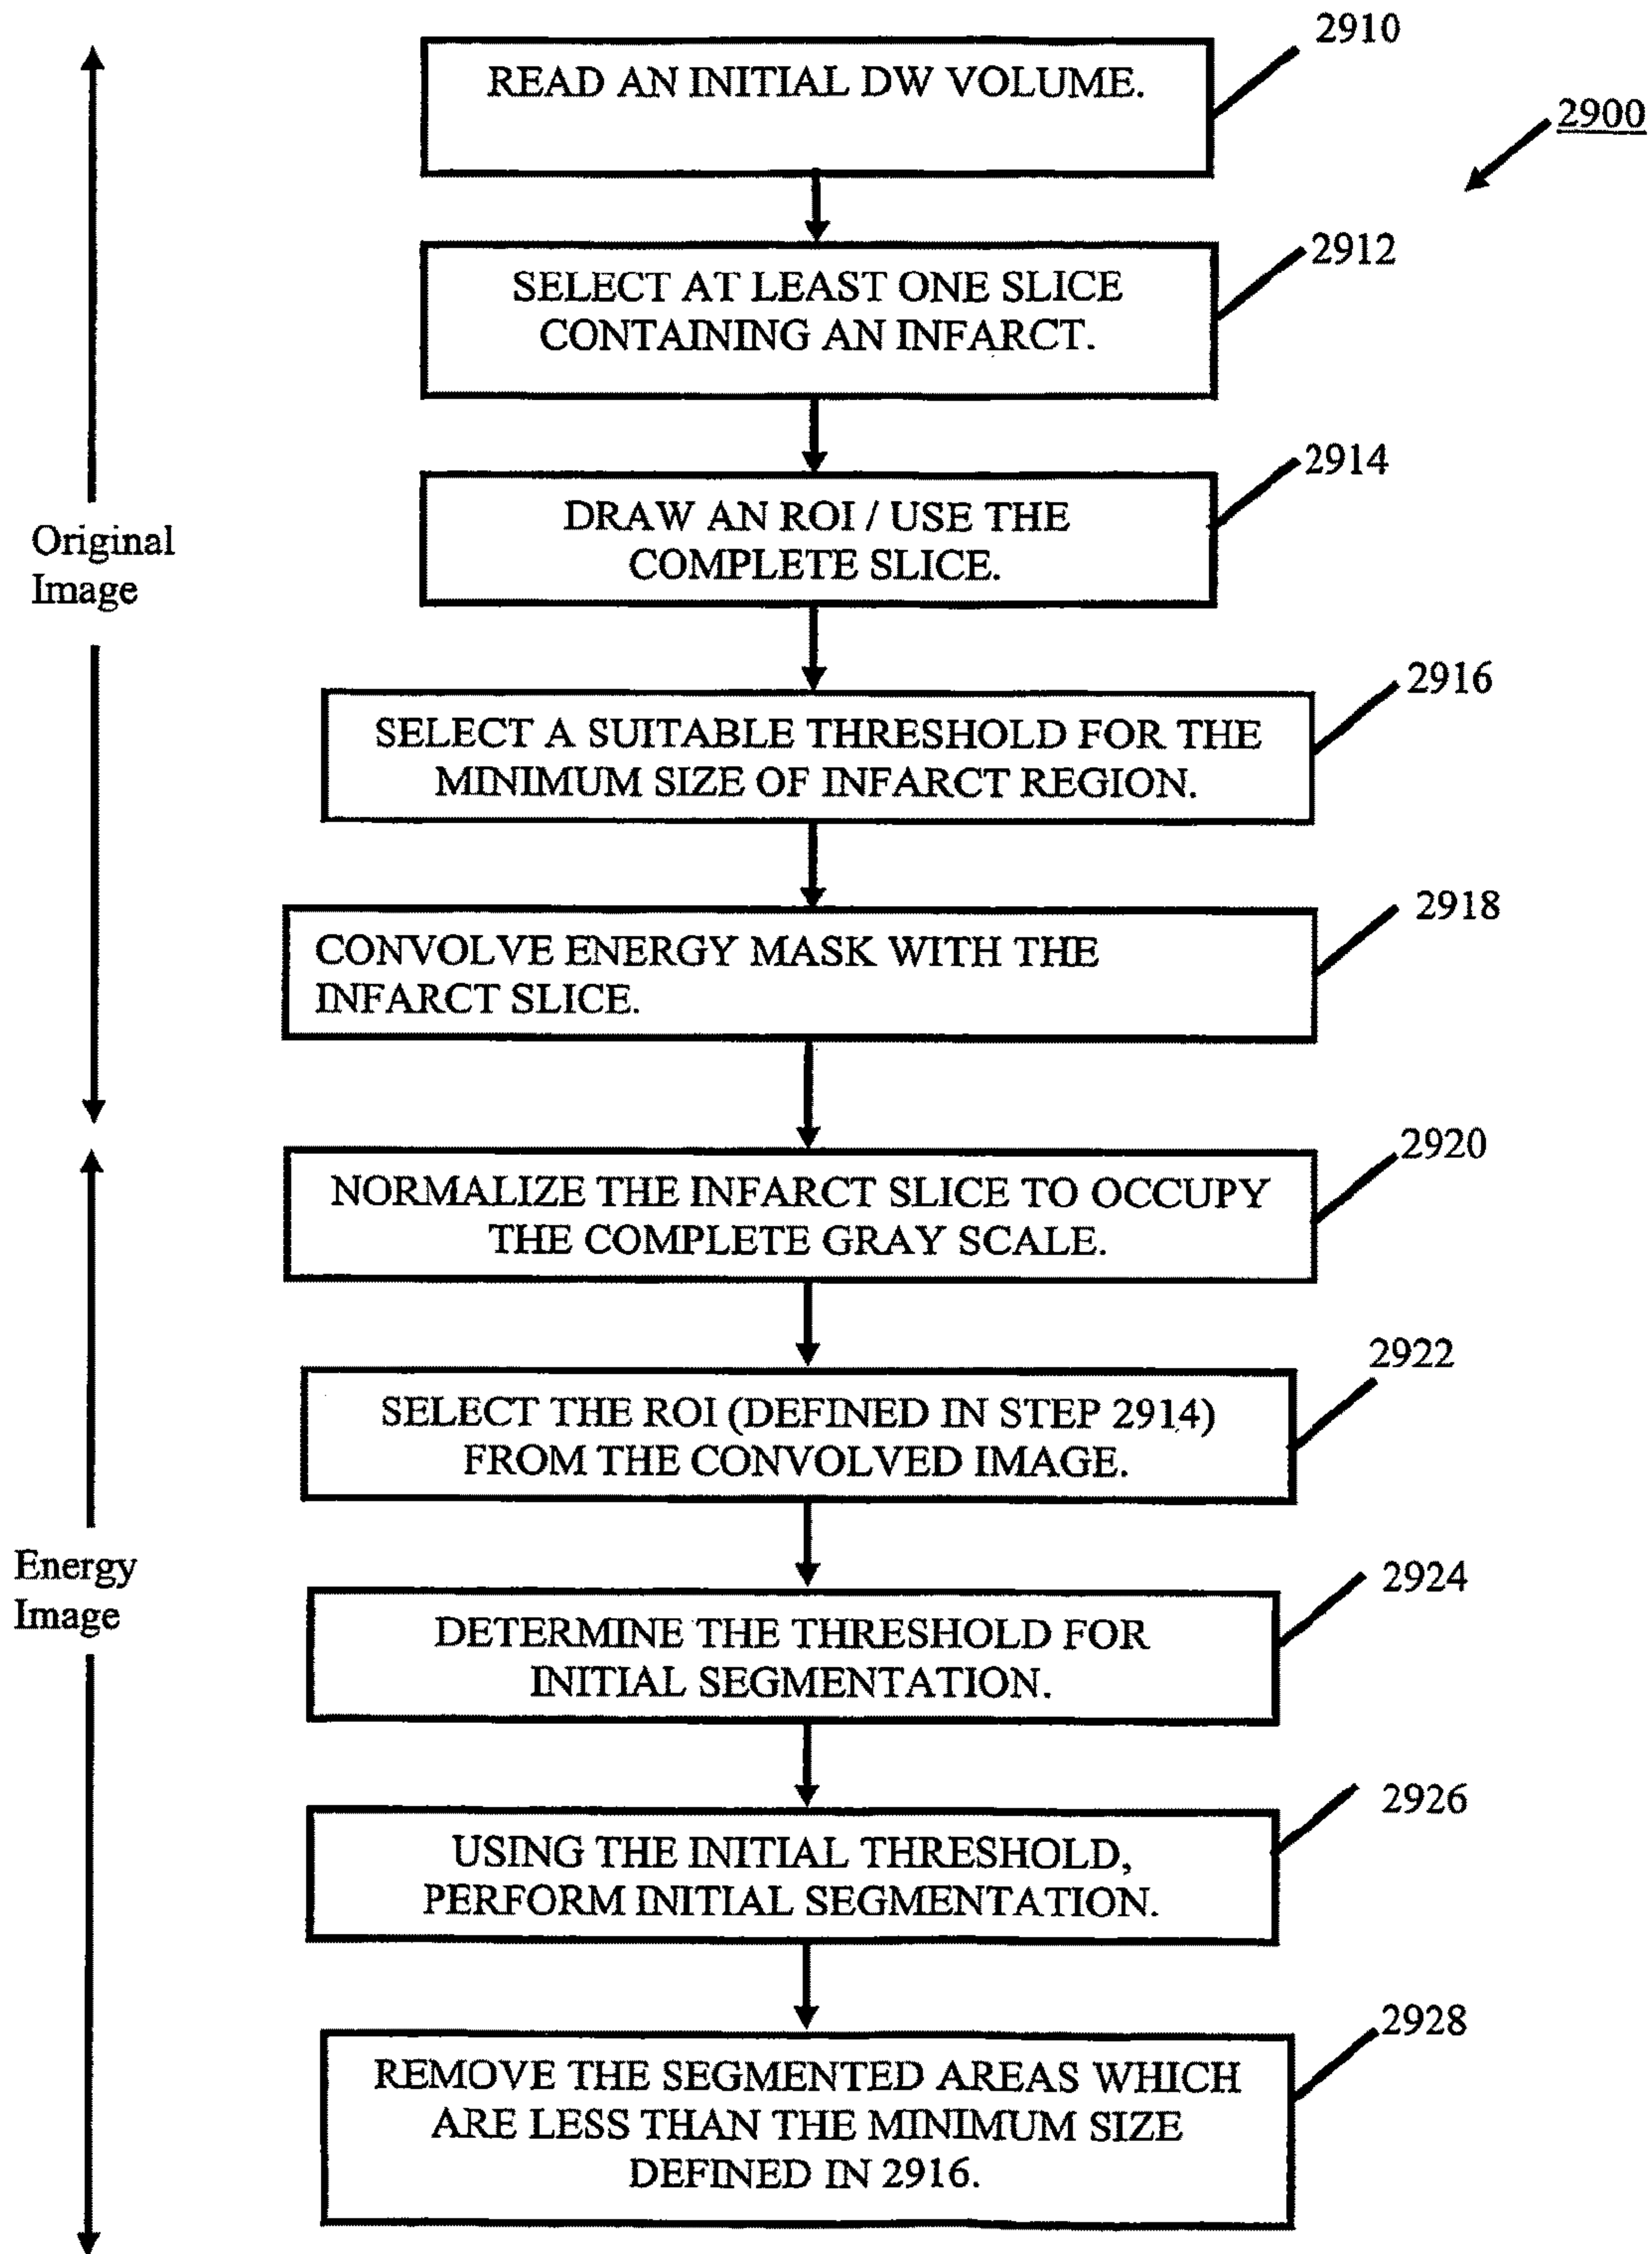 2910
READ AN INITIAL DW VOLUME.
2900
2912
SELECT AT LEAST ONE SLICE
CONTAINING AN INFARCT.
2914
DRAW AN ROI / USE THE
COMPLETE SLICE.
Original
Image
2916
SELECT A SUITABLE THRESHOLD FOR THE
MINIMUM SIZE OF INFARCT REGION.
2918
CONVOLVE ENERGY MASK WITH THE
INFARCT SLICE.
2920
NORMALIZE THE INFARCT SLICE TO OCCUPY
THE COMPLETE GRAY SCALE.
2922
SELECT THE ROI (DEFINED IN STEP 2914)
FROM THE CONVOLVED IMAGE.
Energy
Image
2924
DETERMINE THE THRESHOLD FOR
INITIAL SEGMENTATION.
2926
USING THE INITIAL THRESHOLD,
PERFORM INITIAL SEGMENTATION.
2928
REMOVE THE SEGMENTED AREAS WHICH
ARE LESS THAN THE MINIMUM SIZE
DEFINED IN 2916.